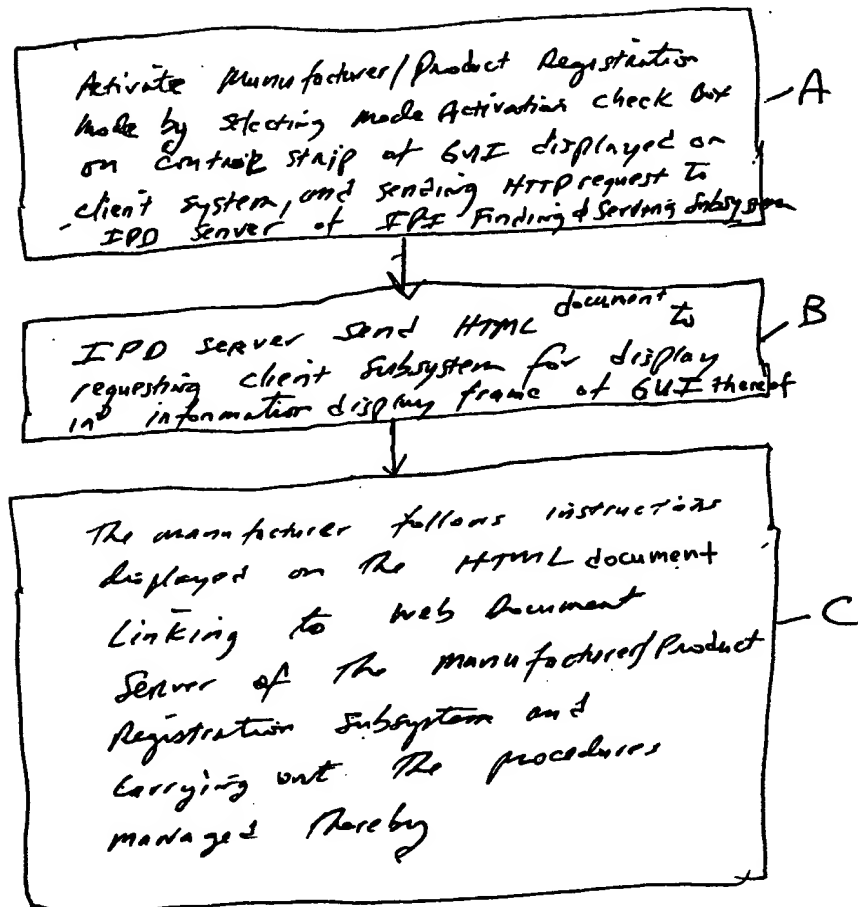 Activate Manufacturer/Product Registration
Mode by selecting Mode Activation check Box
on control strip of GUI displayed on
client system, and sending HTTP request to
IPD server of IPI Finding & Serving Subsystem
A
IPD server send HTML document to
requesting client subsystem for display
in information display frame of GUI thereof
B
The manufacturer follows instructions
displayed on The HTML document
Linking to web Document
Server of The Manufacturer/Product
Registration Subsystem and
Carrying out The procedures
managed Thereby
C